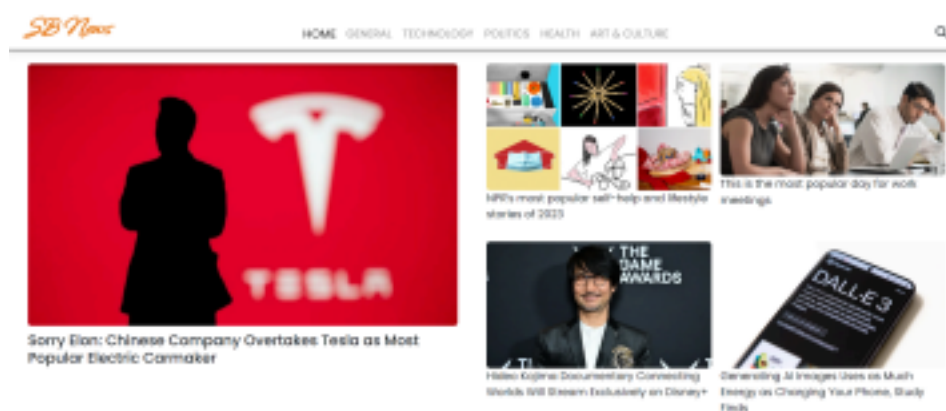 SB News
HOME GENERAL TECHNOLOGY POLITICS HEALTH ART & CULTURE
TESLA
Sorry Elon: Chinese Company Overtakes Tesla as Most
Popular Electric Carmaker
NPR's most popular self-help and lifestyle
stories of 2023
This is the most popular day for work
meetings
THE
GAME
AWARDS
Hideo Kojima Documentary Connecting
Worlds Will Stream Exclusively on Disney+
DALL·E 3
Generating AI Images Uses as Much
Energy as Charging Your Phone, Study
Finds